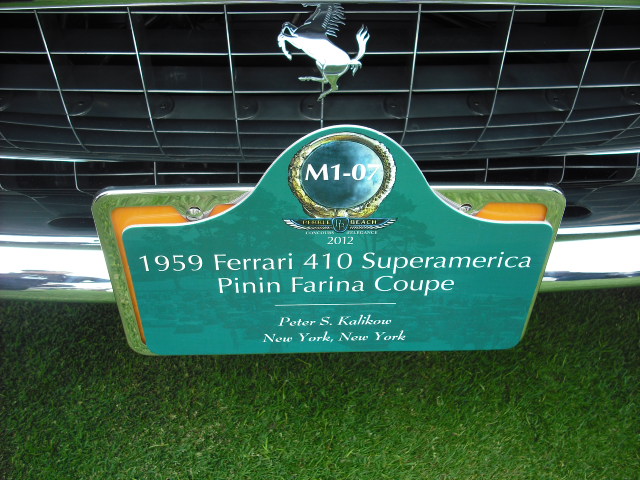 M1-07
PEBBLE BEACH
CONCOURS D'ELEGANCE
2012
1959 Ferrari 410 Superamerica
Pinin Farina Coupe
Peter S. Kalikow
New York, New York